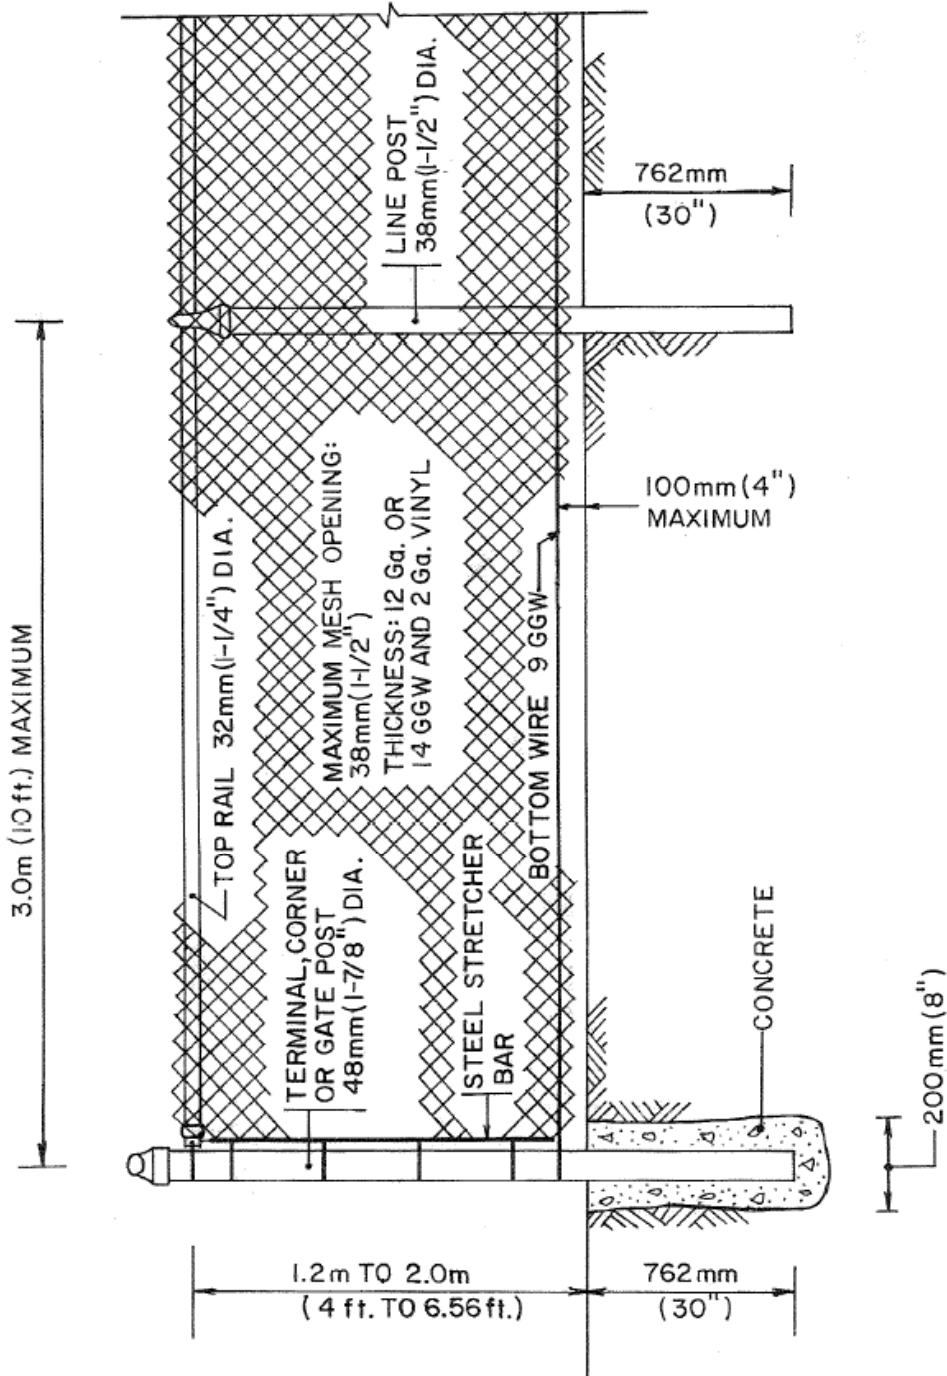 3.0m (10 ft.) MAXIMUM
TOP RAIL 32mm (1-1/4") DIA.
LINE POST
38mm (1-1/2") DIA.
MAXIMUM MESH OPENING:
38mm (1-1/2")
THICKNESS: 12 Ga. OR
14 GGW AND 2 Ga. VINYL
TERMINAL, CORNER
OR GATE POST
48mm (1-7/8") DIA.
STEEL STRETCHER
BAR
BOTTOM WIRE 9 GGW
762mm
(30")
100mm (4")
MAXIMUM
CONCRETE
200mm (8")
1.2m TO 2.0m
(4 ft. TO 6.56 ft.)
762mm
(30")